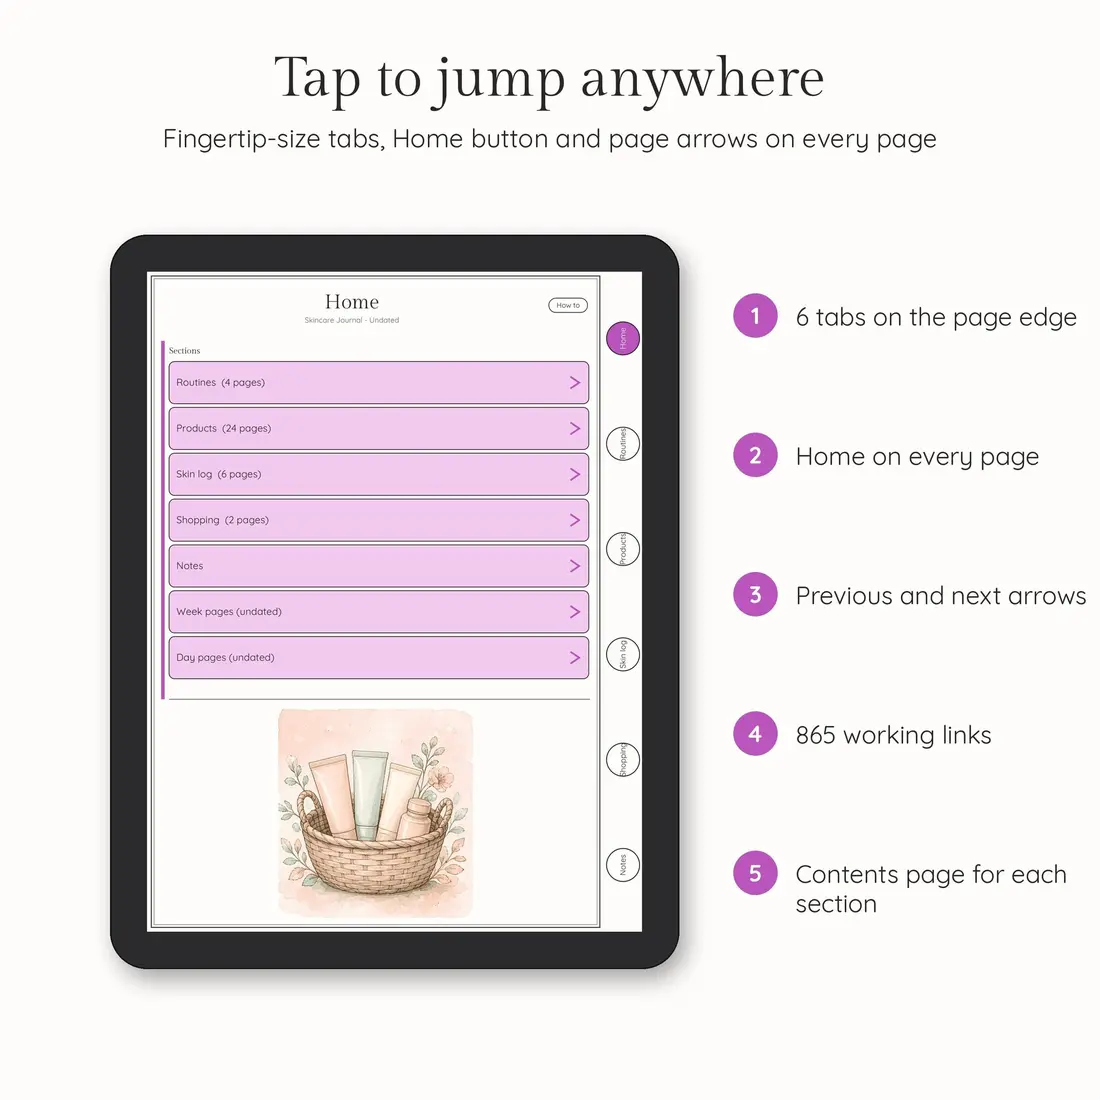 Tap to jump anywhere
Fingertip-size tabs, Home button and page arrows on every page
Home
Skincare Journal - Undated
How to
Sections
Routines (4 pages)
Products (24 pages)
Skin log (6 pages)
Shopping (2 pages)
Notes
Week pages (undated)
Day pages (undated)
Home
Routines
Products
Skin log
Shopping
Notes
1 6 tabs on the page edge
2 Home on every page
3 Previous and next arrows
4 865 working links
5 Contents page for each
section